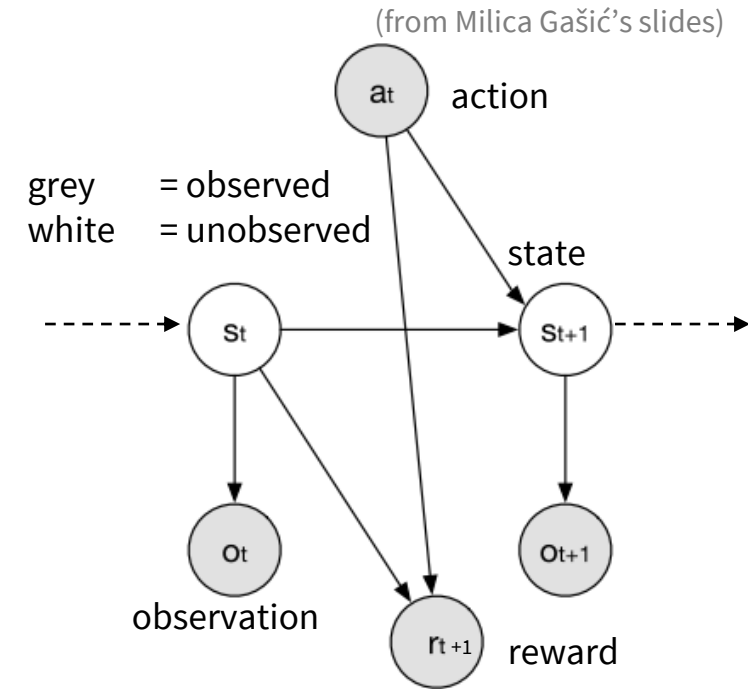 (from Milica Gašić's slides)
at
action
grey = observed
white = unobserved
state
st
st+1
ot
ot+1
observation
rt +1
reward